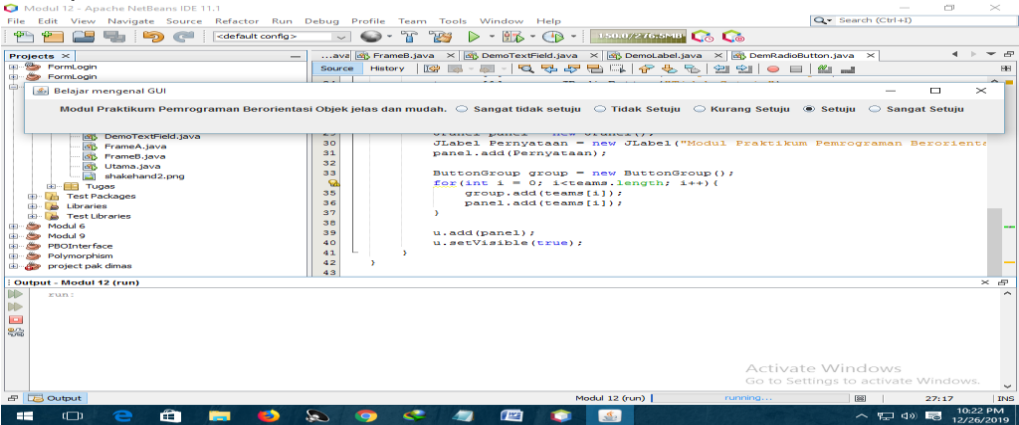 Modul 12 - Apache NetBeans IDE 11.1
File Edit View Navigate Source Refactor Run Debug Profile Team Tools Window Help
Search (Ctrl+I)
<default config>
Projects
...ava FrameB.java DemoTextField.java DemoLabel.java DemRadioButton.java
FormLogin
Source History
FormLogin
Belajar mengenal GUI
Modul Praktikum Pemrograman Berorientasi Objek jelas dan mudah. Sangat tidak setuju Tidak Setuju Kurang Setuju Setuju Sangat Setuju
DemoTextField.java
FrameA.java
FrameB.java
Utama.java
shakehand2.png
Tugas
Test Packages
Libraries
Test Libraries
Modul 6
Modul 9
PBOInterface
Polymorphism
project pak dimas
30 JLabel Pernyataan = new JLabel("Modul Praktikum Pemrograman Berorienta
31 panel.add(Pernyataan);
32
33 ButtonGroup group = new ButtonGroup();
for(int i = 0; i<teams.length; i++){
35 group.add(teams[i]);
36 panel.add(teams[i]);
37 }
38
39 u.add(panel);
40 u.setVisible(true);
41 }
42 }
43
Output - Modul 12 (run)
run:
Activate Windows
Go to Settings to activate Windows.
Output
Modul 12 (run)
running...
27:17
INS
10:22 PM
12/26/2019